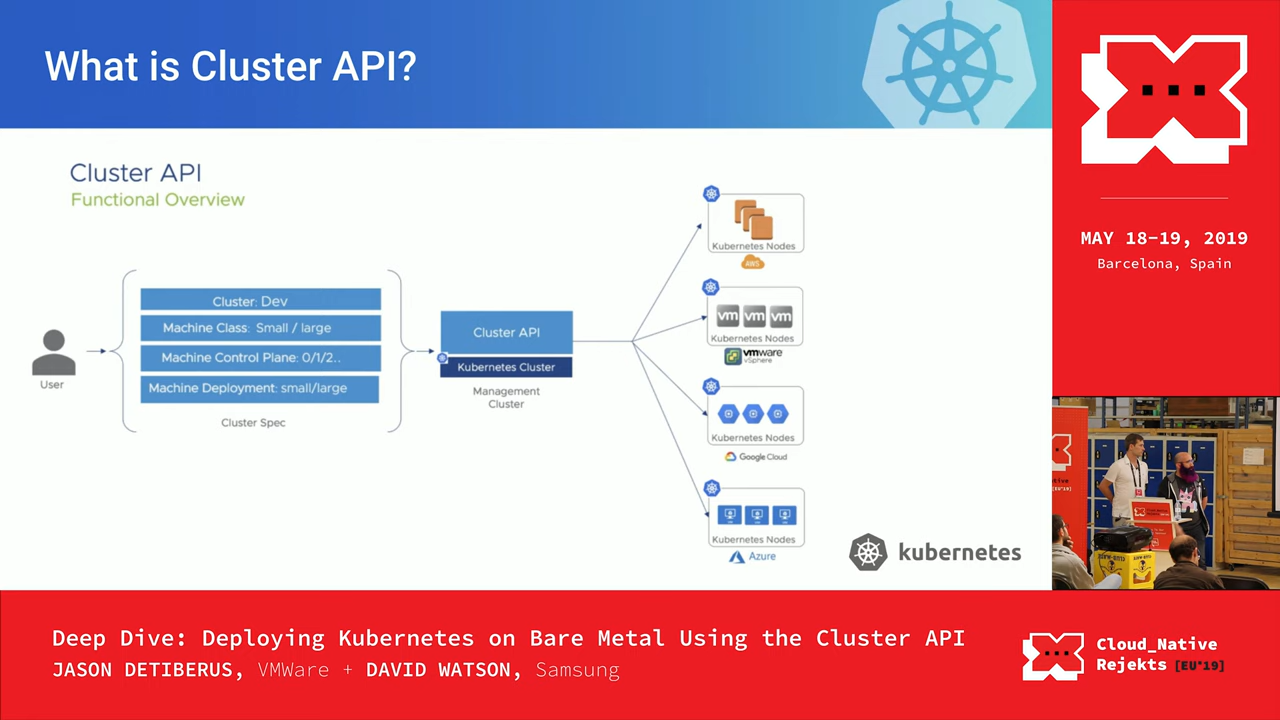 What is Cluster API?
Cluster API
Functional Overview
User
Cluster: Dev
Machine Class: Small / large
Machine Control Plane: 0/1/2..
Machine Deployment: small/large
Cluster Spec
Cluster API
Kubernetes Cluster
Management
Cluster
Kubernetes Nodes
AWS
vm vm vm
Kubernetes Nodes
vmware
vSphere
Kubernetes Nodes
Google Cloud
Kubernetes Nodes
Azure
kubernetes
MAY 18-19, 2019
Barcelona, Spain
Deep Dive: Deploying Kubernetes on Bare Metal Using the Cluster API
JASON DETIBERUS, VMWare + DAVID WATSON, Samsung
Cloud_Native
Rejekts [EU*19]